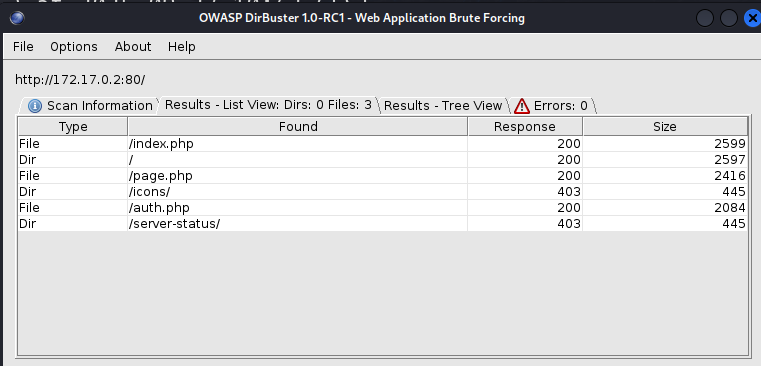 OWASP DirBuster 1.0-RC1 - Web Application Brute Forcing
File Options About Help
http://172.17.0.2:80/
Scan Information Results - List View: Dirs: 0 Files: 3 Results - Tree View Errors: 0
Type Found Response Size
File /index.php 200 2599
Dir / 200 2597
File /page.php 200 2416
Dir /icons/ 403 445
File /auth.php 200 2084
Dir /server-status/ 403 445